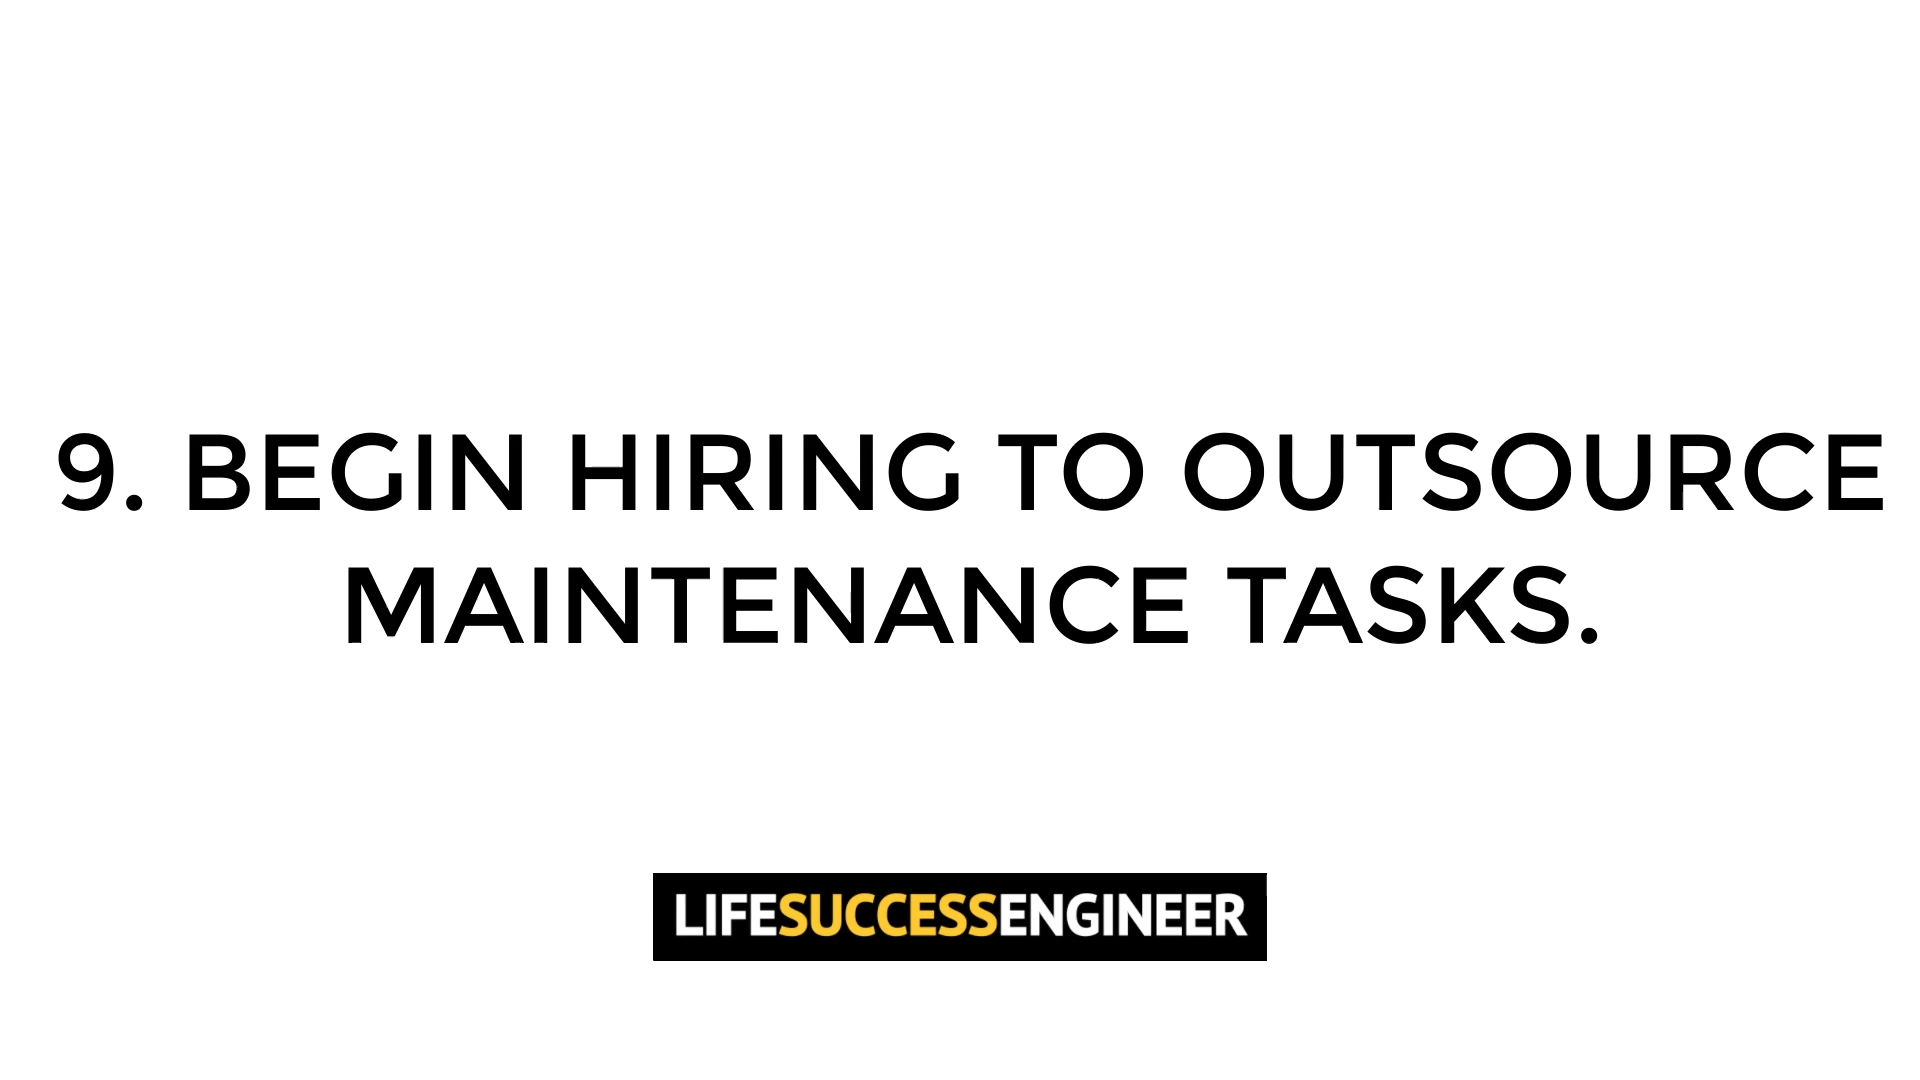 9. BEGIN HIRING TO OUTSOURCE
MAINTENANCE TASKS.
LIFESUCCESSENGINEER